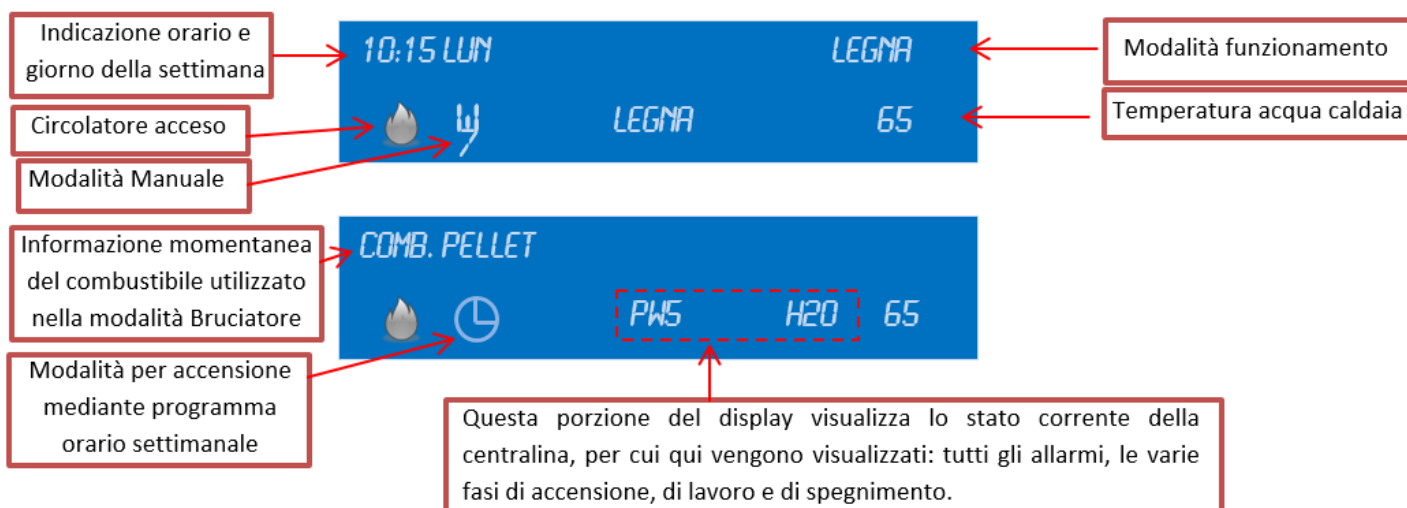 Indicazione orario e
giorno della settimana
10:15 LUN
LEGNA
Modalità funzionamento
Circolatore acceso
LEGNA
65
Temperatura acqua caldaia
Modalità Manuale
Informazione momentanea
del combustibile utilizzato
nella modalità Bruciatore
COMB. PELLET
PW5
H20
65
Modalità per accensione
mediante programma
orario settimanale
Questa porzione del display visualizza lo stato corrente della
centralina, per cui qui vengono visualizzati: tutti gli allarmi, le varie
fasi di accensione, di lavoro e di spegnimento.